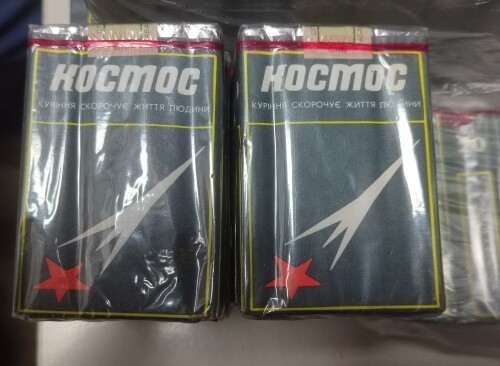 КОСМОС
КУРІННЯ СКОРОЧУЄ ЖИТТЯ ЛЮДИНИ
КОСМОС
КУРІННЯ СКОРОЧУЄ ЖИТТЯ ЛЮДИНИ